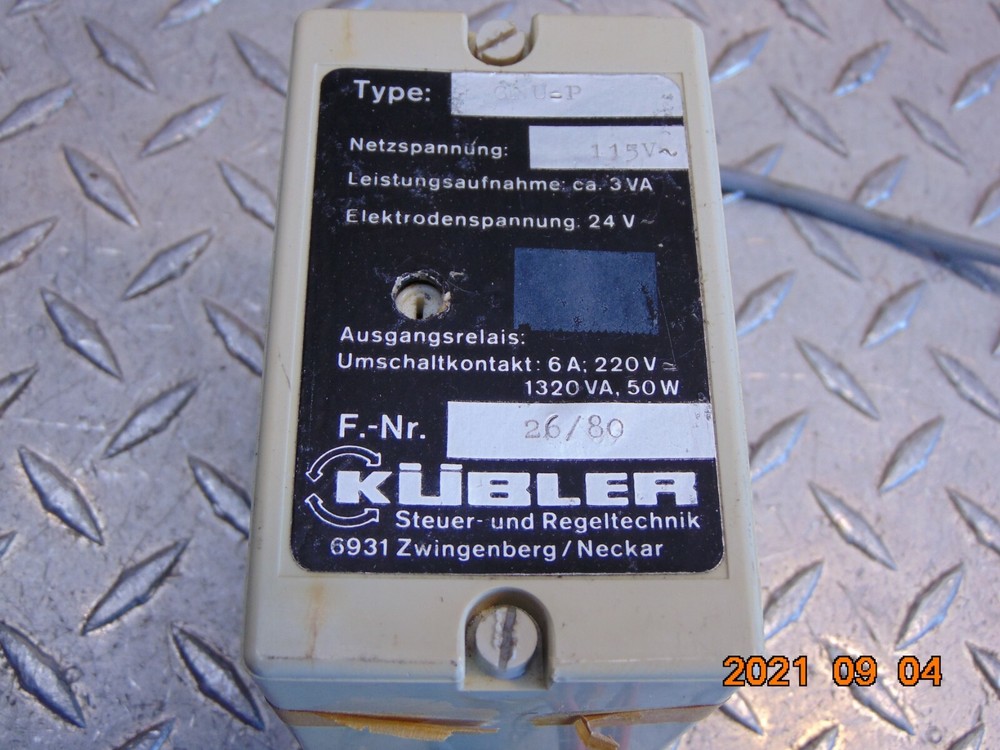 Type:
Netzspannung: 115V~
Leistungsaufnahme: ca. 3 VA
Elektrodenspannung: 24 V ~
Ausgangsrelais:
Umschaltkontakt: 6 A; 220 V ≃
1320 VA, 50 W
F.-Nr. 26/80
KÜBLER
Steuer- und Regeltechnik
6931 Zwingenberg/Neckar
2021 09 04